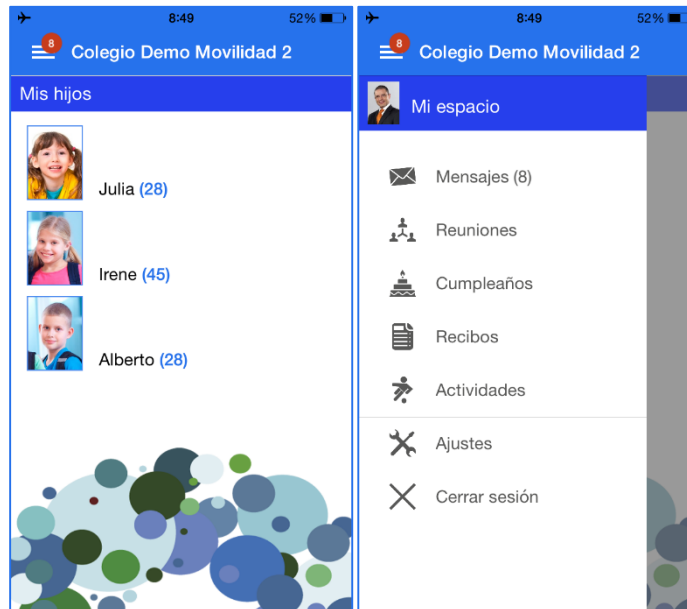 8:49
52%
8
Colegio Demo Movilidad 2
Mis hijos
Julia (28)
Irene (45)
Alberto (28)
8:49
52%
8
Colegio Demo Movilidad 2
Mi espacio
Mensajes (8)
Reuniones
Cumpleaños
Recibos
Actividades
Ajustes
Cerrar sesión